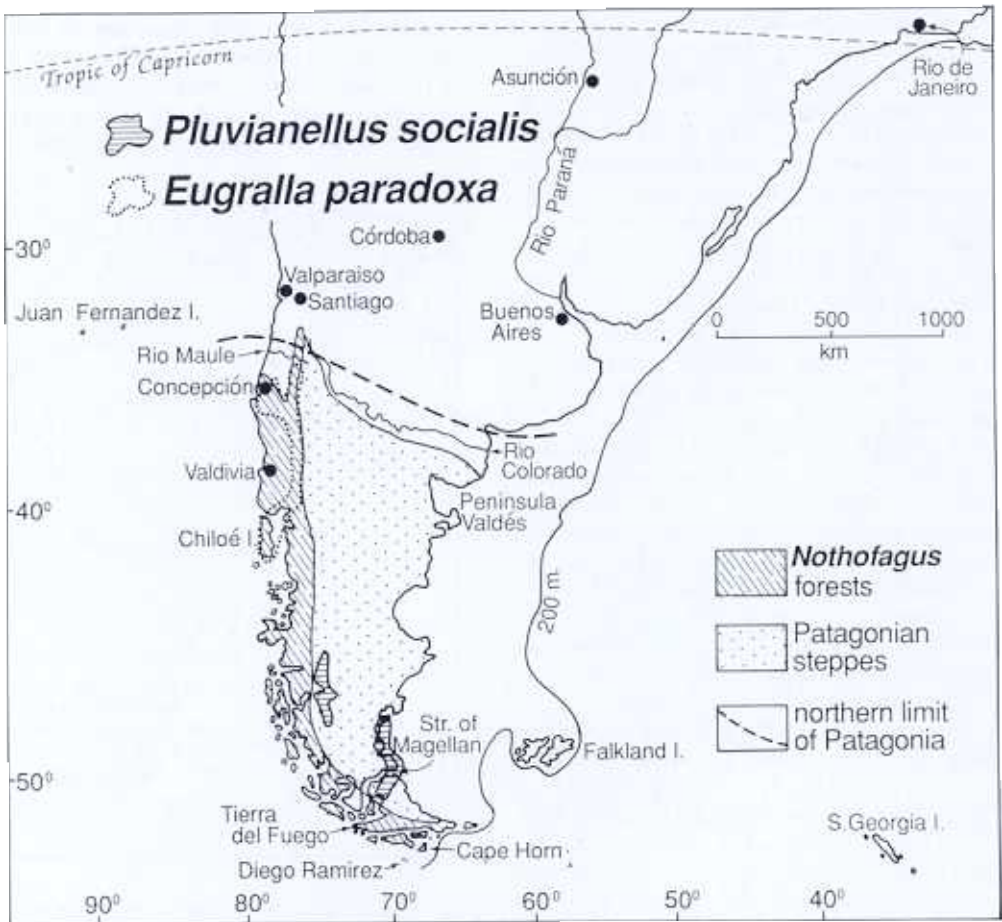 Tropic of Capricorn
Asunción
Rio de
Janeiro
Pluvianellus socialis
Eugralla paradoxa
Rio Paraná
Córdoba
30⁰
Valparaiso
Santiago
Juan Fernandez I.
Buenos
Aires
0 500 1000
km
Rio Maule
Concepción
Rio
Colorado
Valdivia
Peninsula
Valdés
40⁰
Chiloé I.
Nothofagus
forests
200 m.
Patagonian
steppes
Str. of
Magellan
northern limit
of Patagonia
Falkland I.
50⁰
Tierra
del Fuego
S.Georgia I.
Cape Horn
Diego Ramirez
90⁰ 80⁰ 70⁰ 60⁰ 50⁰ 40⁰